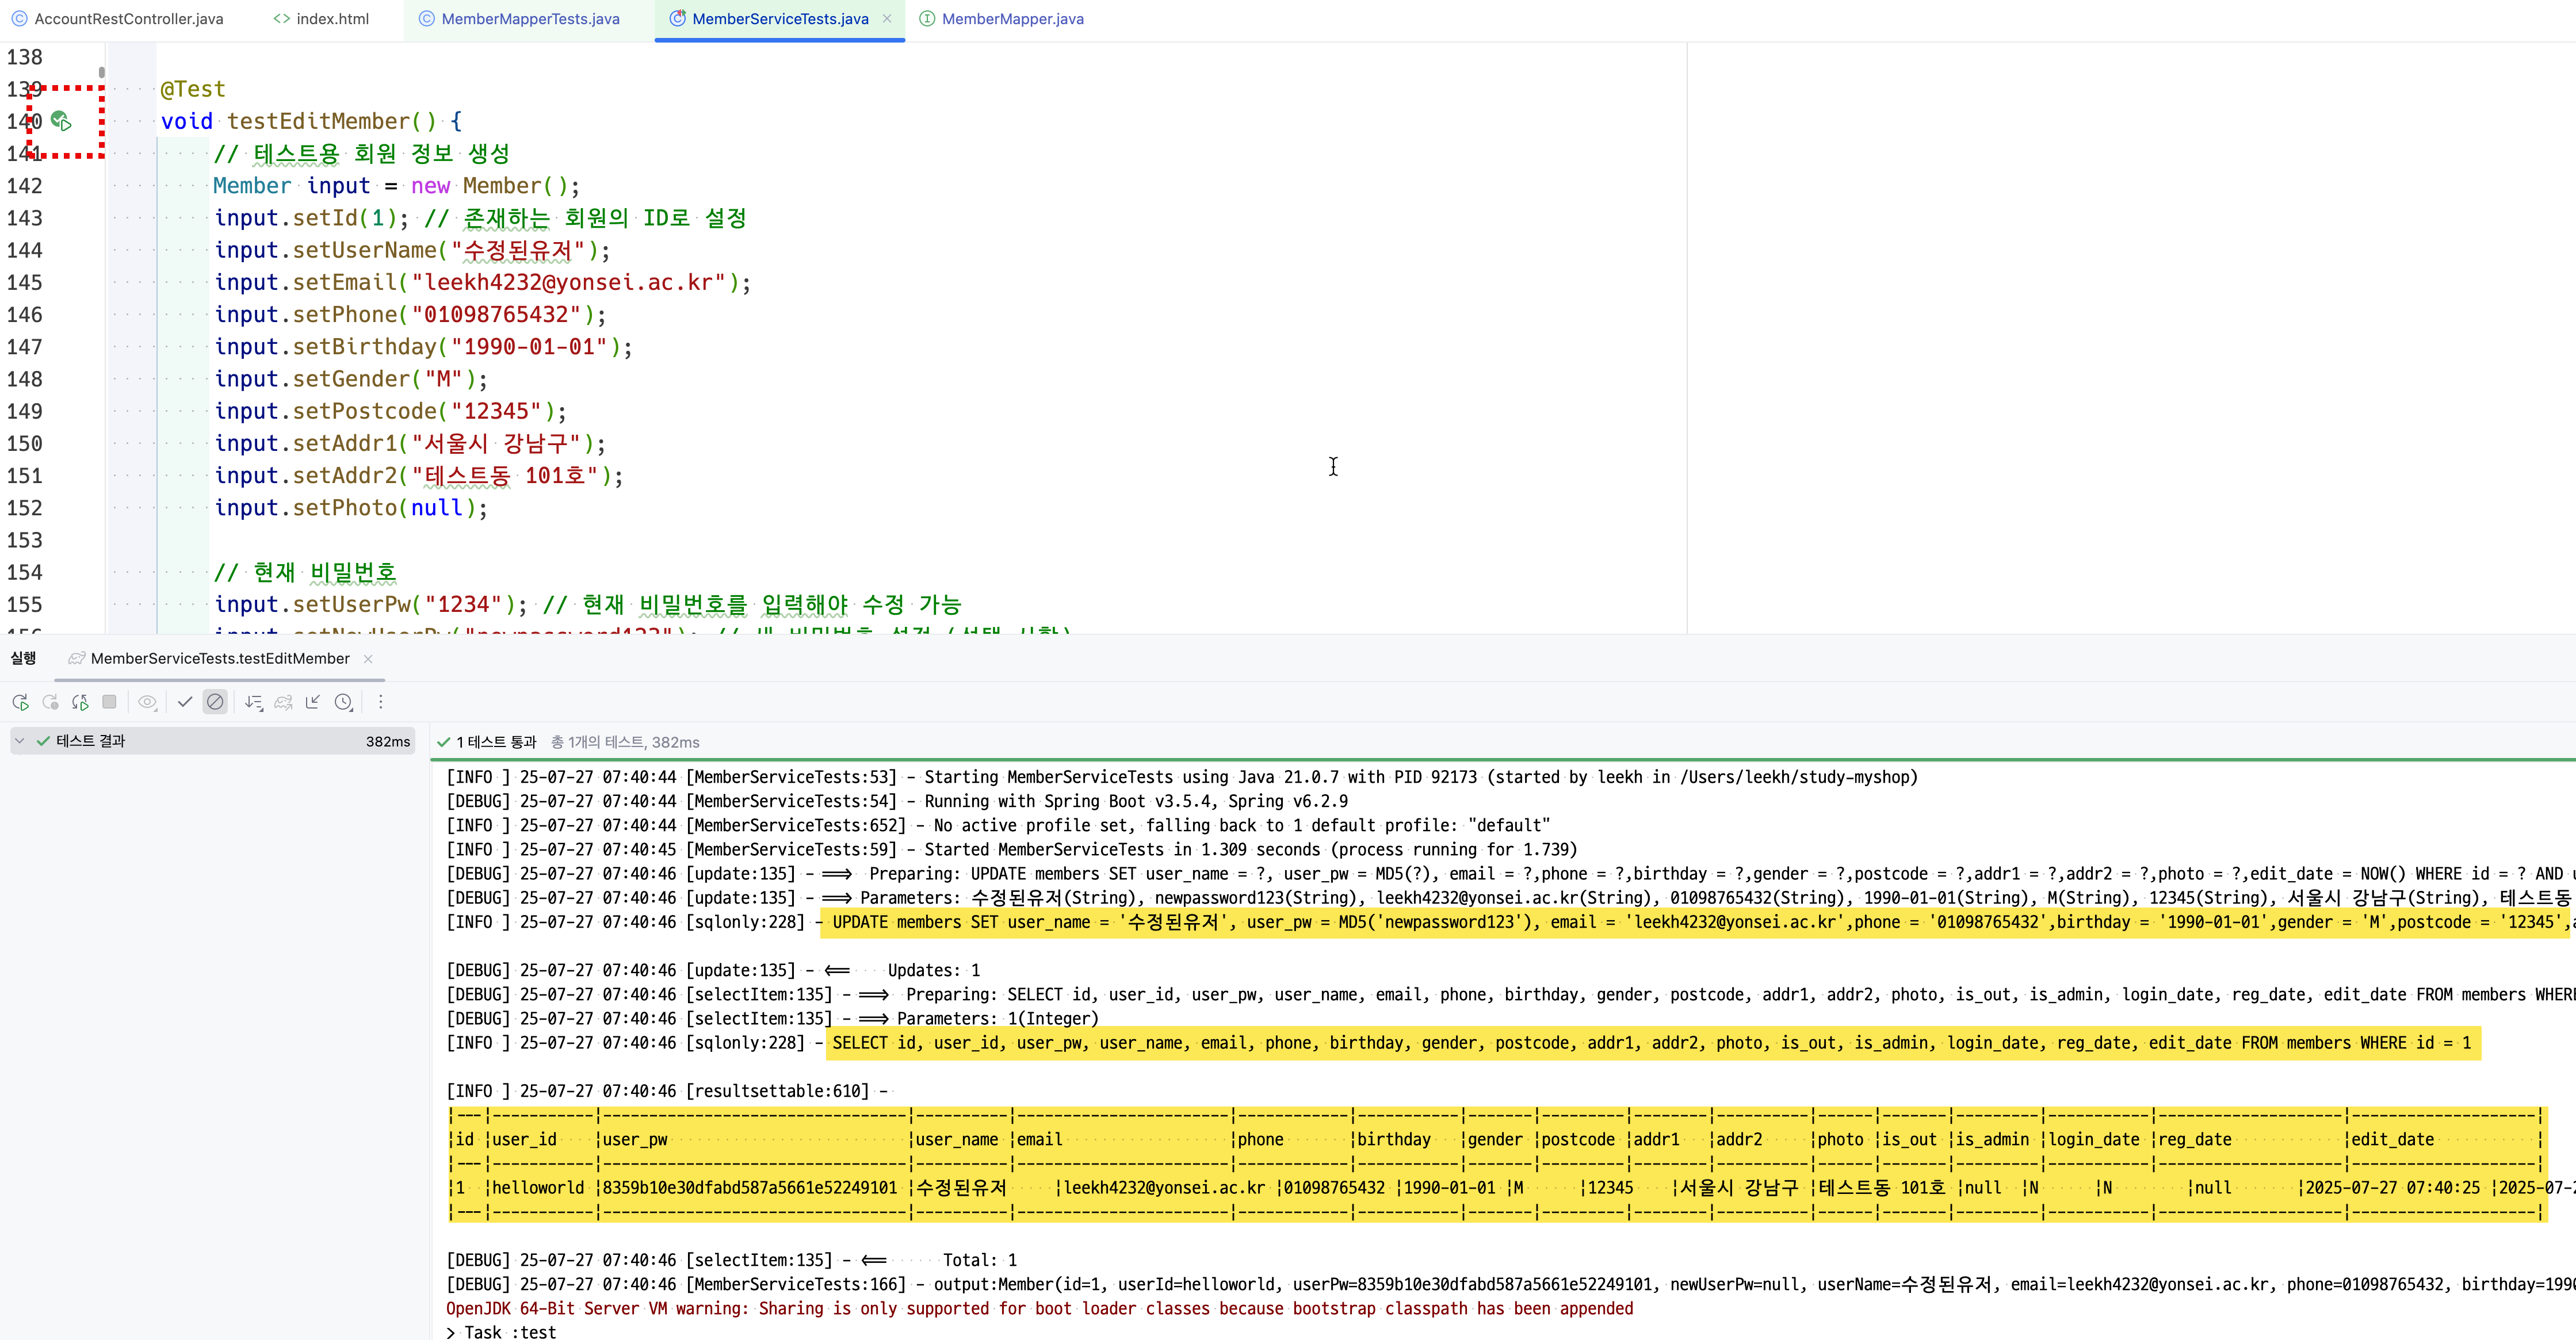 AccountRestController.java index.html MemberMapperTests.java MemberServiceTests.java MemberMapper.java
138
139 @Test
140 void testEditMember() {
141 // 테스트용 회원 정보 생성
142 Member input = new Member();
143 input.setId(1); // 존재하는 회원의 ID로 설정
144 input.setUserName("수정된유저");
145 input.setEmail("leekh4232@yonsei.ac.kr");
146 input.setPhone("01098765432");
147 input.setBirthday("1990-01-01");
148 input.setGender("M");
149 input.setPostcode("12345");
150 input.setAddr1("서울시 강남구");
151 input.setAddr2("테스트동 101호");
152 input.setPhoto(null);
153
154 // 현재 비밀번호
155 input.setUserPw("1234"); // 현재 비밀번호를 입력해야 수정 가능
실행 MemberServiceTests.testEditMember
테스트 결과 382ms
1 테스트 통과 총 1개의 테스트, 382ms
[INFO ] 25-07-27 07:40:44 [MemberServiceTests:53] - Starting MemberServiceTests using Java 21.0.7 with PID 92173 (started by leekh in /Users/leekh/study-myshop)
[DEBUG] 25-07-27 07:40:44 [MemberServiceTests:54] - Running with Spring Boot v3.5.4, Spring v6.2.9
[INFO ] 25-07-27 07:40:44 [MemberServiceTests:652] - No active profile set, falling back to 1 default profile: "default"
[INFO ] 25-07-27 07:40:45 [MemberServiceTests:59] - Started MemberServiceTests in 1.309 seconds (process running for 1.739)
[DEBUG] 25-07-27 07:40:46 [update:135] - ==> Preparing: UPDATE members SET user_name = ?, user_pw = MD5(?), email = ?,phone = ?,birthday = ?,gender = ?,postcode = ?,addr1 = ?,addr2 = ?,photo = ?,edit_date = NOW() WHERE id = ? AND
[DEBUG] 25-07-27 07:40:46 [update:135] - ==> Parameters: 수정된유저(String), newpassword123(String), leekh4232@yonsei.ac.kr(String), 01098765432(String), 1990-01-01(String), M(String), 12345(String), 서울시 강남구(String), 테스트동
[INFO ] 25-07-27 07:40:46 [sqlonly:228] - UPDATE members SET user_name = '수정된유저', user_pw = MD5('newpassword123'), email = 'leekh4232@yonsei.ac.kr',phone = '01098765432',birthday = '1990-01-01',gender = 'M',postcode = '12345',
[DEBUG] 25-07-27 07:40:46 [update:135] - <== Updates: 1
[DEBUG] 25-07-27 07:40:46 [selectItem:135] - ==> Preparing: SELECT id, user_id, user_pw, user_name, email, phone, birthday, gender, postcode, addr1, addr2, photo, is_out, is_admin, login_date, reg_date, edit_date FROM members WHERE
[DEBUG] 25-07-27 07:40:46 [selectItem:135] - ==> Parameters: 1(Integer)
[INFO ] 25-07-27 07:40:46 [sqlonly:228] - SELECT id, user_id, user_pw, user_name, email, phone, birthday, gender, postcode, addr1, addr2, photo, is_out, is_admin, login_date, reg_date, edit_date FROM members WHERE id = 1
[INFO ] 25-07-27 07:40:46 [resultsettable:610] -
|id |user_id |user_pw |user_name |email |phone |birthday |gender |postcode |addr1 |addr2 |photo |is_out |is_admin |login_date |reg_date |edit_date |
|1 |helloworld |8359b10e30dfabd587a5661e52249101 |수정된유저 |leekh4232@yonsei.ac.kr |01098765432 |1990-01-01 |M |12345 |서울시 강남구 |테스트동 101호 |null |N |N |null |2025-07-27 07:40:25 |2025-07-
[DEBUG] 25-07-27 07:40:46 [selectItem:135] - <== Total: 1
[DEBUG] 25-07-27 07:40:46 [MemberServiceTests:166] - output:Member(id=1, userId=helloworld, userPw=8359b10e30dfabd587a5661e52249101, newUserPw=null, userName=수정된유저, email=leekh4232@yonsei.ac.kr, phone=01098765432, birthday=199
OpenJDK 64-Bit Server VM warning: Sharing is only supported for boot loader classes because bootstrap classpath has been appended
> Task :test